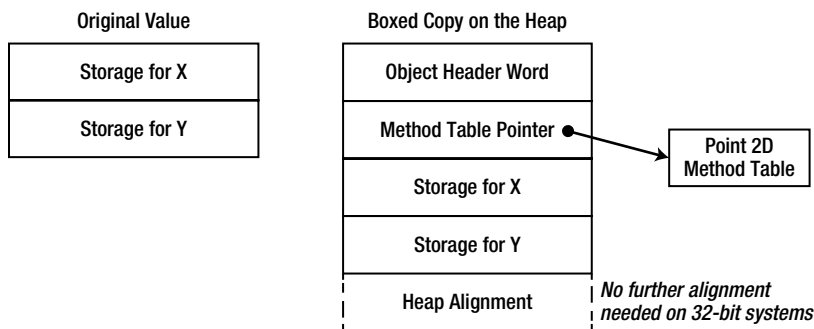 Original Value
Storage for X
Storage for Y
Boxed Copy on the Heap
Object Header Word
Method Table Pointer
Point 2D
Method Table
Storage for X
Storage for Y
Heap Alignment
No further alignment
needed on 32-bit systems